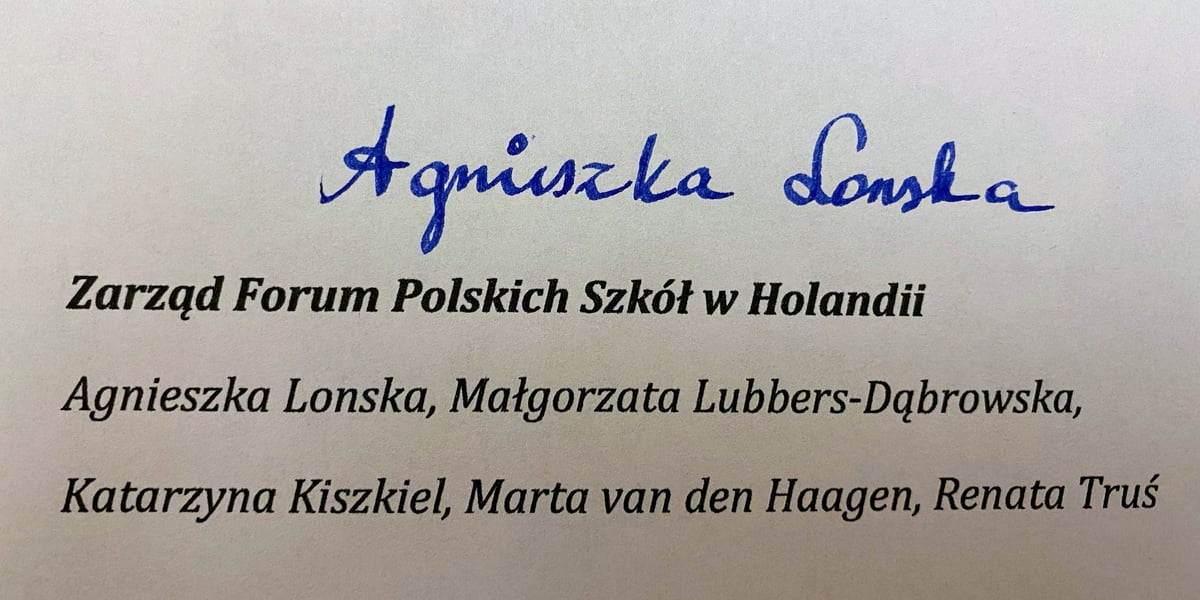 Agnieszka Lonska
Zarząd Forum Polskich Szkół w Holandii
Agnieszka Lonska, Małgorzata Lubbers-Dąbrowska,
Katarzyna Kiszkiel, Marta van den Haagen, Renata Truś